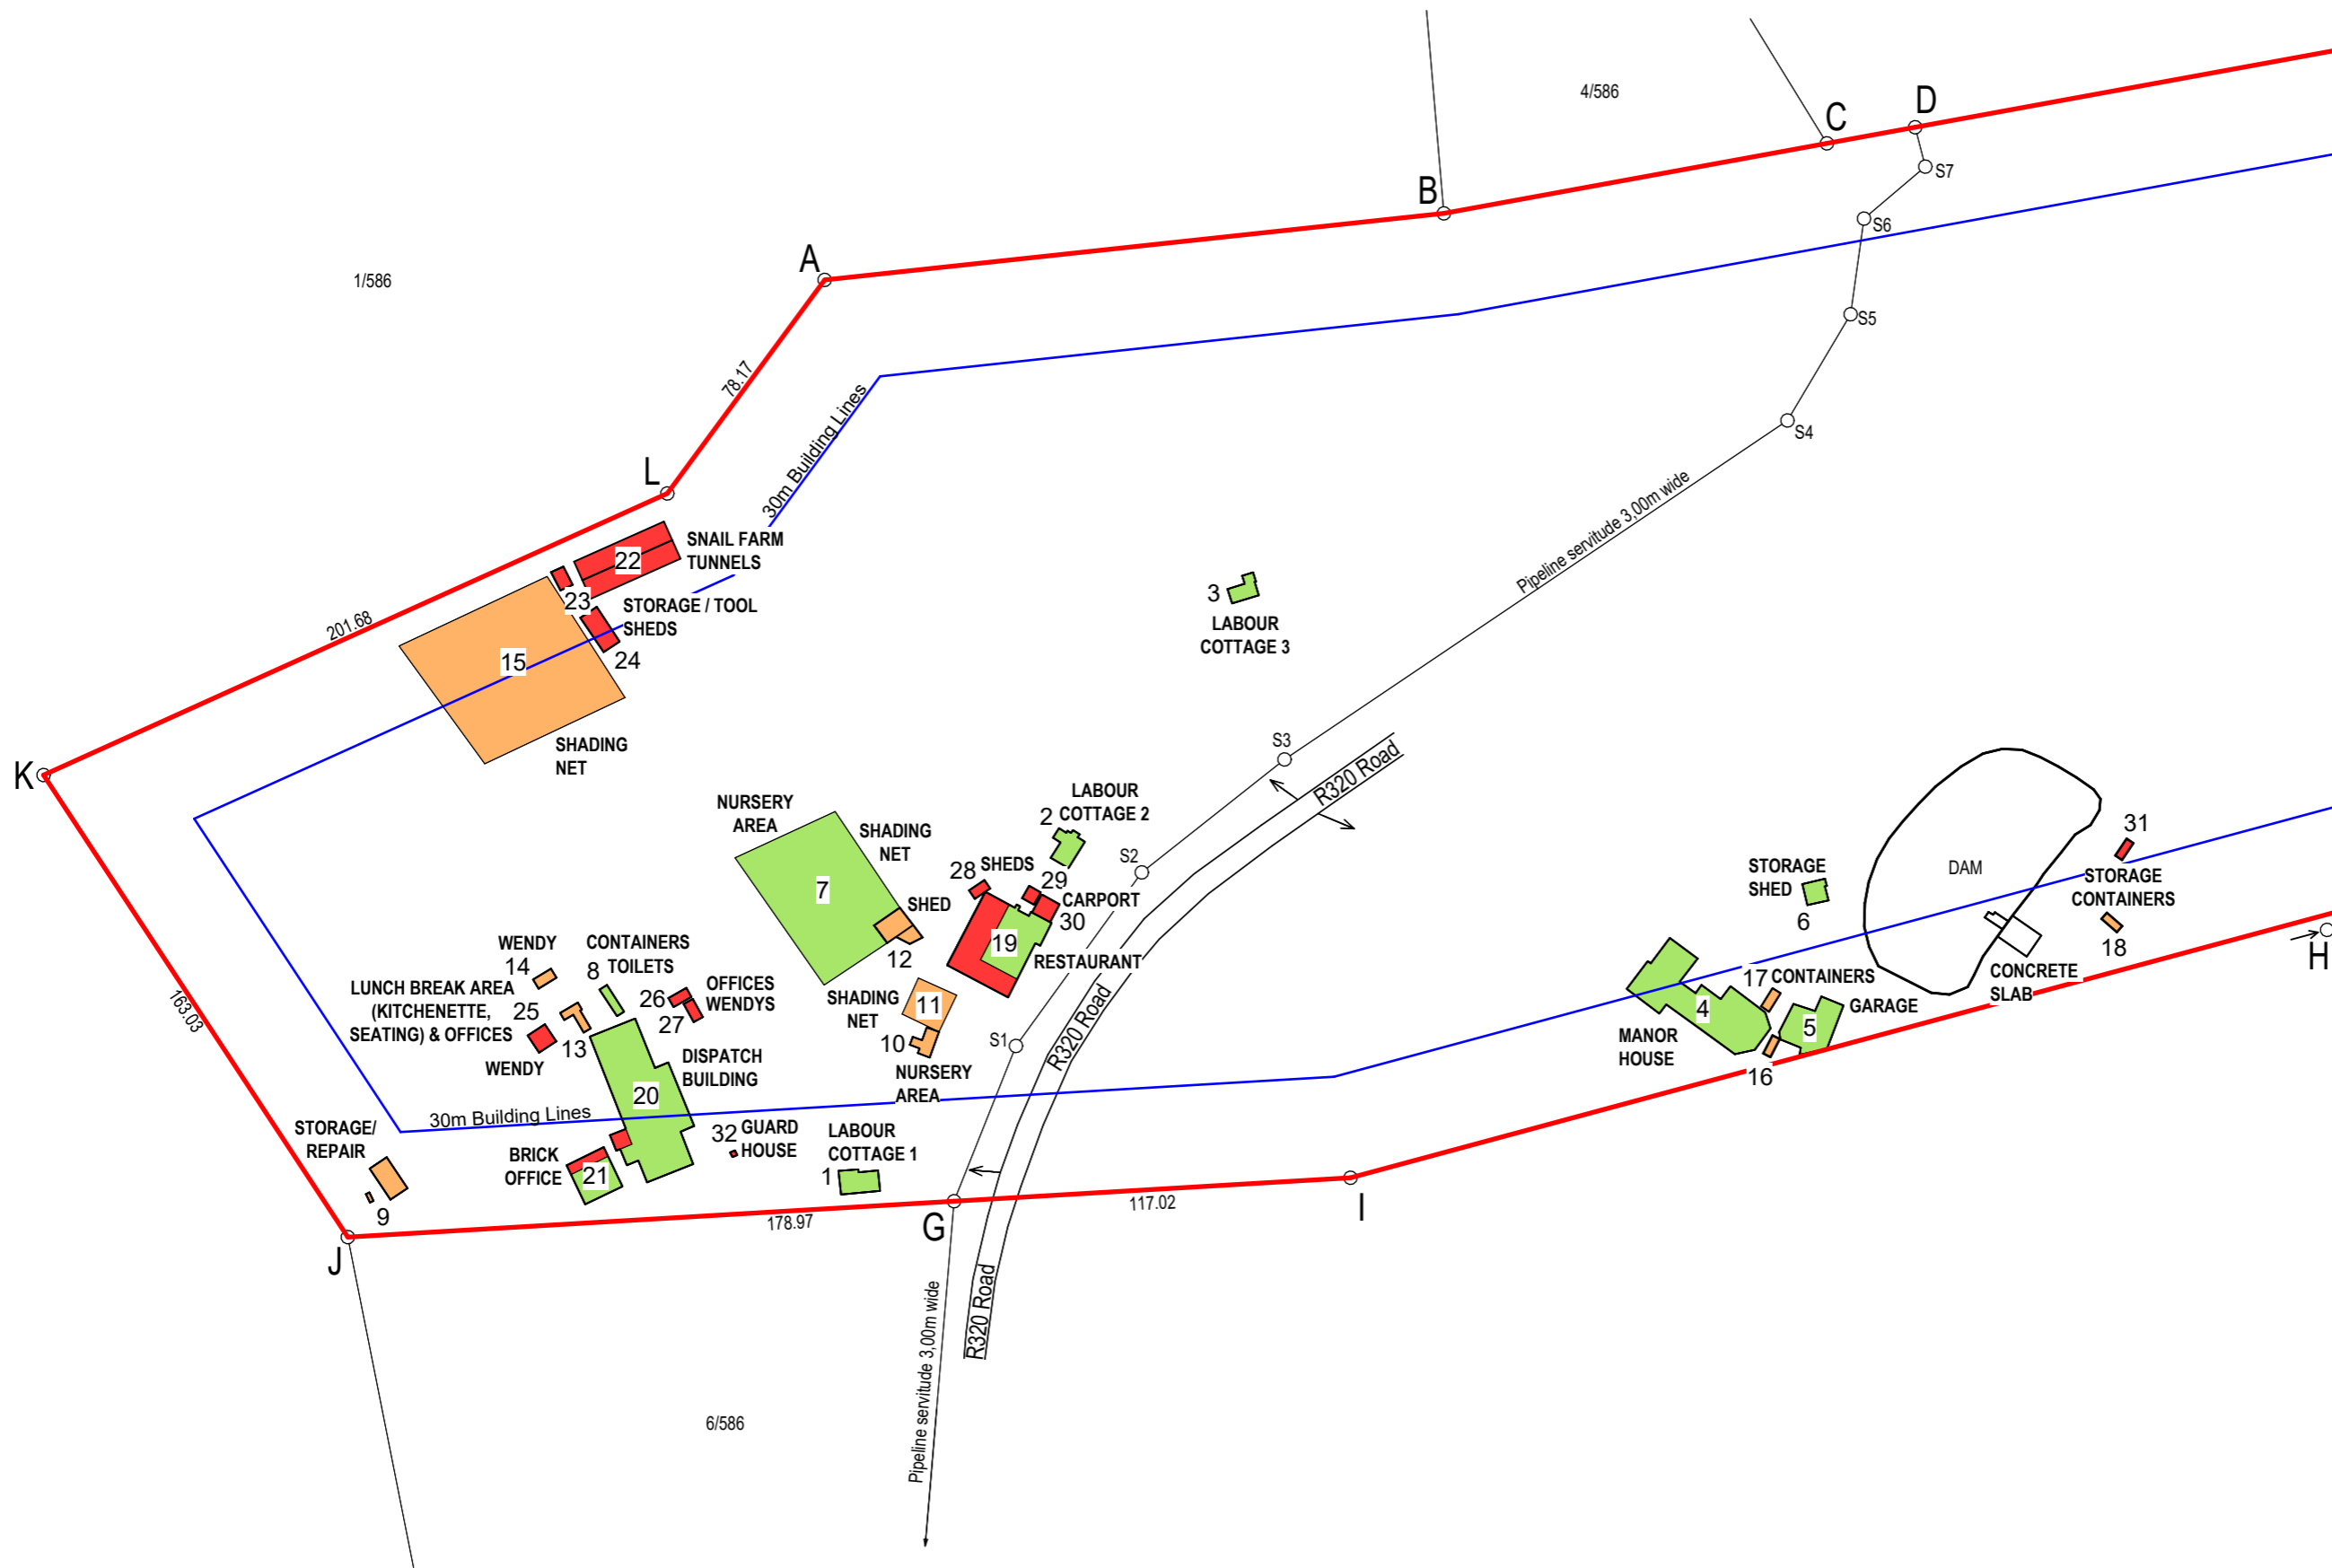 4/586
C
D
B
S7
S6
A
1/586
S5
78.17
30m Building Lines
S4
L
Pipeline servitude 3,00m wide
SNAIL FARM
TUNNELS
22
23
STORAGE / TOOL
SHEDS
24
201.68
15
3
LABOUR
COTTAGE 3
SHADING
NET
K
S3
R320 Road
NURSERY
AREA
SHADING
NET
LABOUR
COTTAGE 2
2
S2
31
7
28
SHEDS
29
CARPORT
30
SHED
19
12
RESTAURANT
STORAGE
SHED
6
DAM
STORAGE
CONTAINERS
18
H
WENDY
14
8
CONTAINERS
TOILETS
LUNCH BREAK AREA
(KITCHENETTE,
SEATING) & OFFICES
25
26
27
OFFICES
WENDYS
13
WENDY
SHADING
NET
11
10
NURSERY
AREA
S1
R320 Road
17
CONTAINERS
GARAGE
4
5
MANOR
HOUSE
16
CONCRETE
SLAB
163.03
DISPATCH
BUILDING
20
30m Building Lines
STORAGE/
REPAIR
9
BRICK
OFFICE
21
32
GUARD
HOUSE
LABOUR
COTTAGE 1
1
178.97
G
117.02
I
J
R320 Road
Pipeline servitude 3,00m wide
6/586